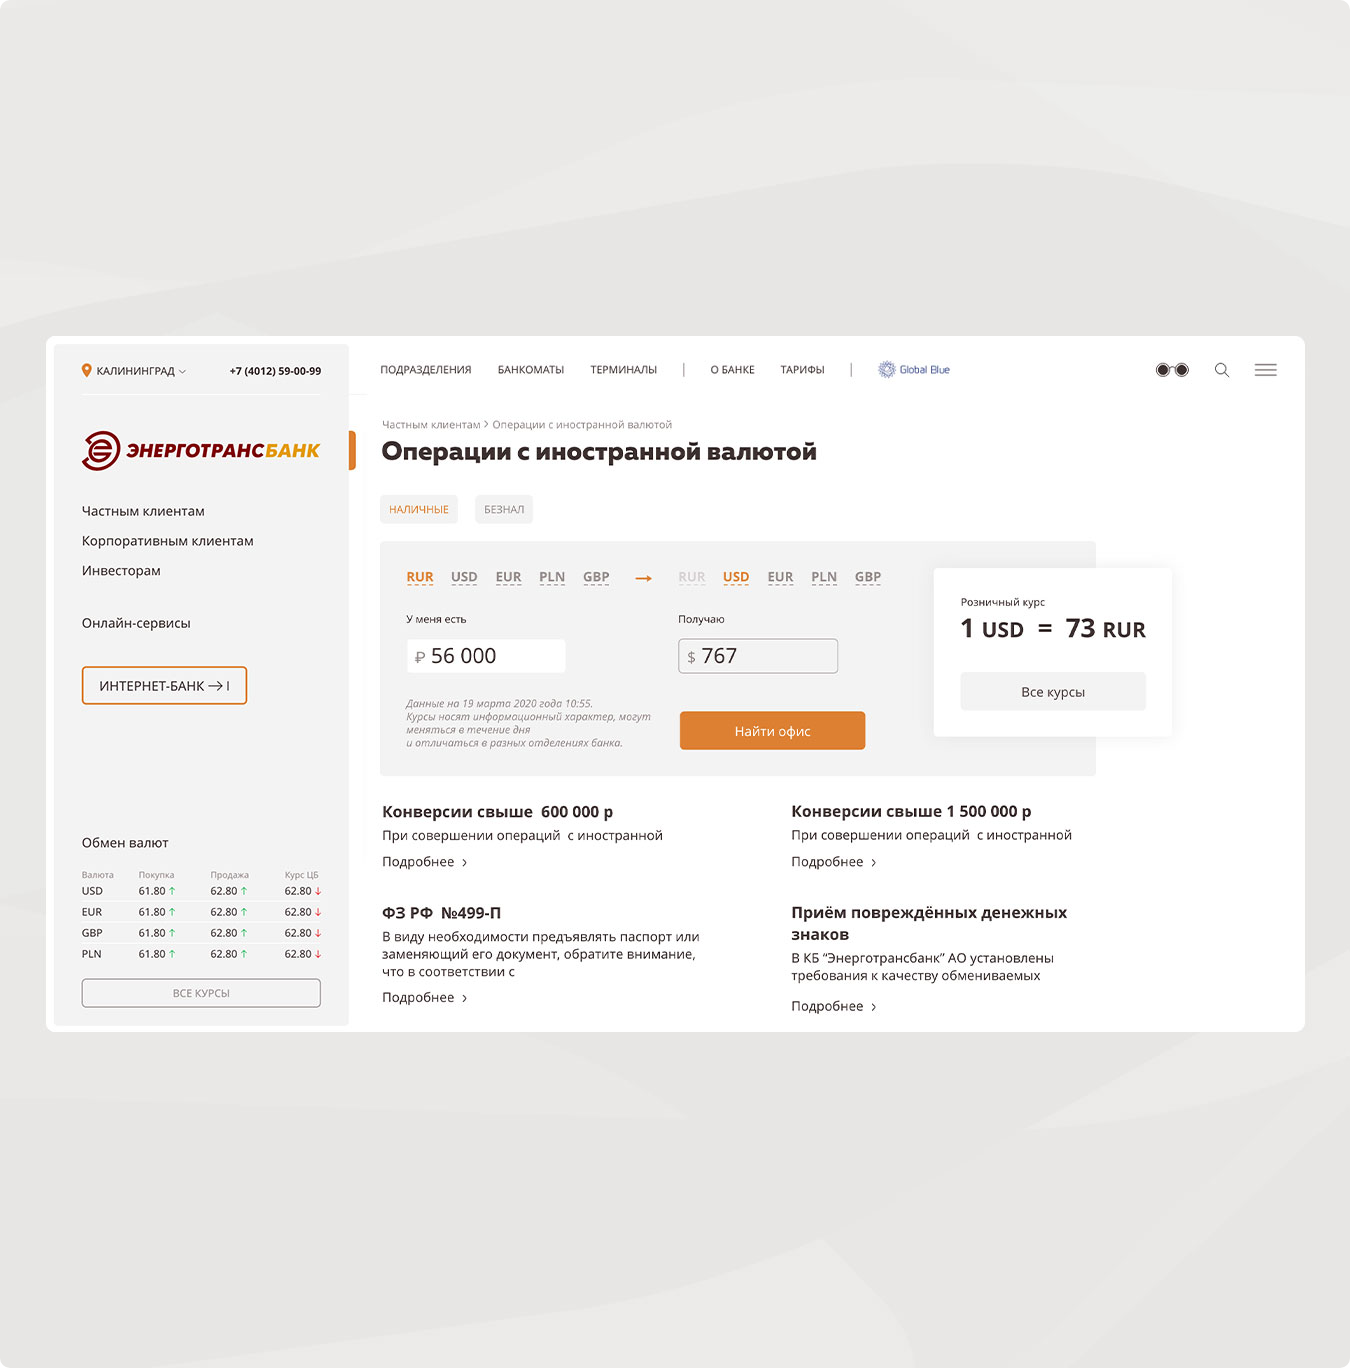 КАЛИНИНГРАД
+7 (4012) 59-00-99
ЭНЕРГОТРАНСБАНК
Частным клиентам
Корпоративным клиентам
Инвесторам
Онлайн-сервисы
ИНТЕРНЕТ-БАНК
Обмен валют
Валюта Покупка Продажа Курс ЦБ
USD 61.80 ↑ 62.80 ↑ 62.80 ↓
EUR 61.80 ↑ 62.80 ↑ 62.80 ↓
GBP 61.80 ↑ 62.80 ↑ 62.80 ↓
PLN 61.80 ↑ 62.80 ↑ 62.80 ↓
ВСЕ КУРСЫ
ПОДРАЗДЕЛЕНИЯ БАНКОМАТЫ ТЕРМИНАЛЫ | О БАНКЕ ТАРИФЫ | Global Blue
Частным клиентам > Операции с иностранной валютой
Операции с иностранной валютой
НАЛИЧНЫЕ БЕЗНАЛ
RUR USD EUR PLN GBP → RUR USD EUR PLN GBP
У меня есть Получаю
₽ 56 000 $ 767
Данные на 19 марта 2020 года 10:55.
Курсы носят информационный характер, могут
меняться в течение дня
и отличаться в разных отделениях банка.
Найти офис
Розничный курс
1 USD = 73 RUR
Все курсы
Конверсии свыше 600 000 р
При совершении операций с иностранной
Подробнее >
Конверсии свыше 1 500 000 р
При совершении операций с иностранной
Подробнее >
ФЗ РФ №499-П
В виду необходимости предъявлять паспорт или
заменяющий его документ, обратите внимание,
что в соответствии с
Подробнее >
Приём повреждённых денежных
знаков
В КБ “Энерготрансбанк” АО установлены
требования к качеству обмениваемых
Подробнее >